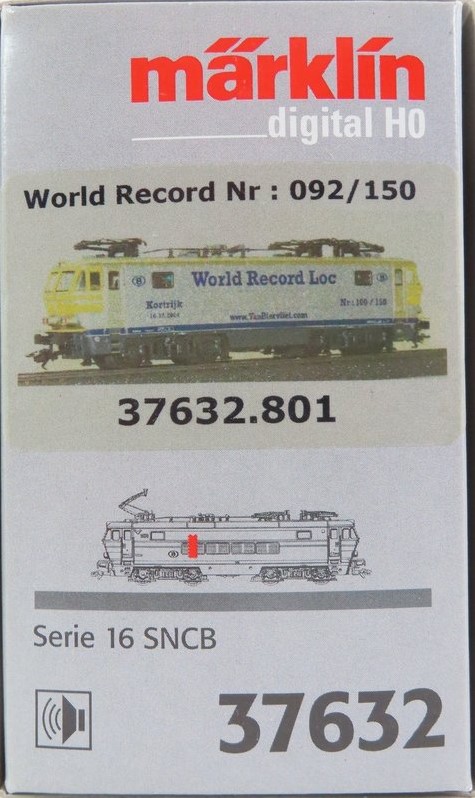 märklin
digital H0
World Record Nr : 092/150
B
World Record Loc
Kortrijk
Nr: 100 / 150
www.VanBiervliet.com
37632.801
B
Serie 16 SNCB
37632